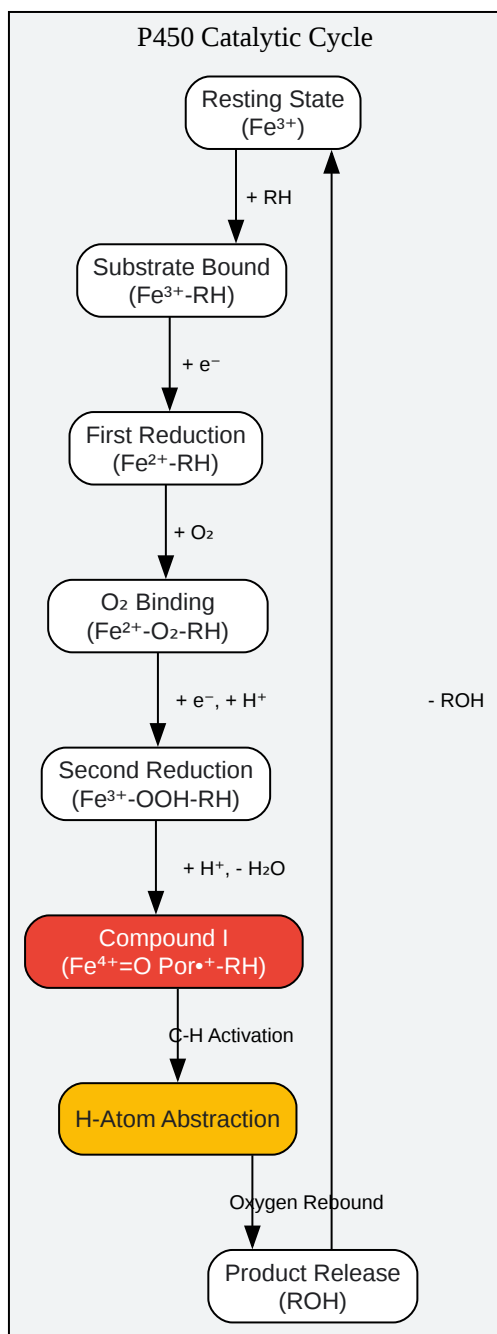 P450 Catalytic Cycle
Resting State
(Fe³⁺)
+ RH
Substrate Bound
(Fe³⁺-RH)
+ e⁻
First Reduction
(Fe²⁺-RH)
+ O₂
O₂ Binding
(Fe²⁺-O₂-RH)
+ e⁻, + H⁺
- ROH
Second Reduction
(Fe³⁺-OOH-RH)
+ H⁺, - H₂O
Compound I
(Fe⁴⁺=O Por•⁺-RH)
C-H Activation
H-Atom Abstraction
Oxygen Rebound
Product Release
(ROH)